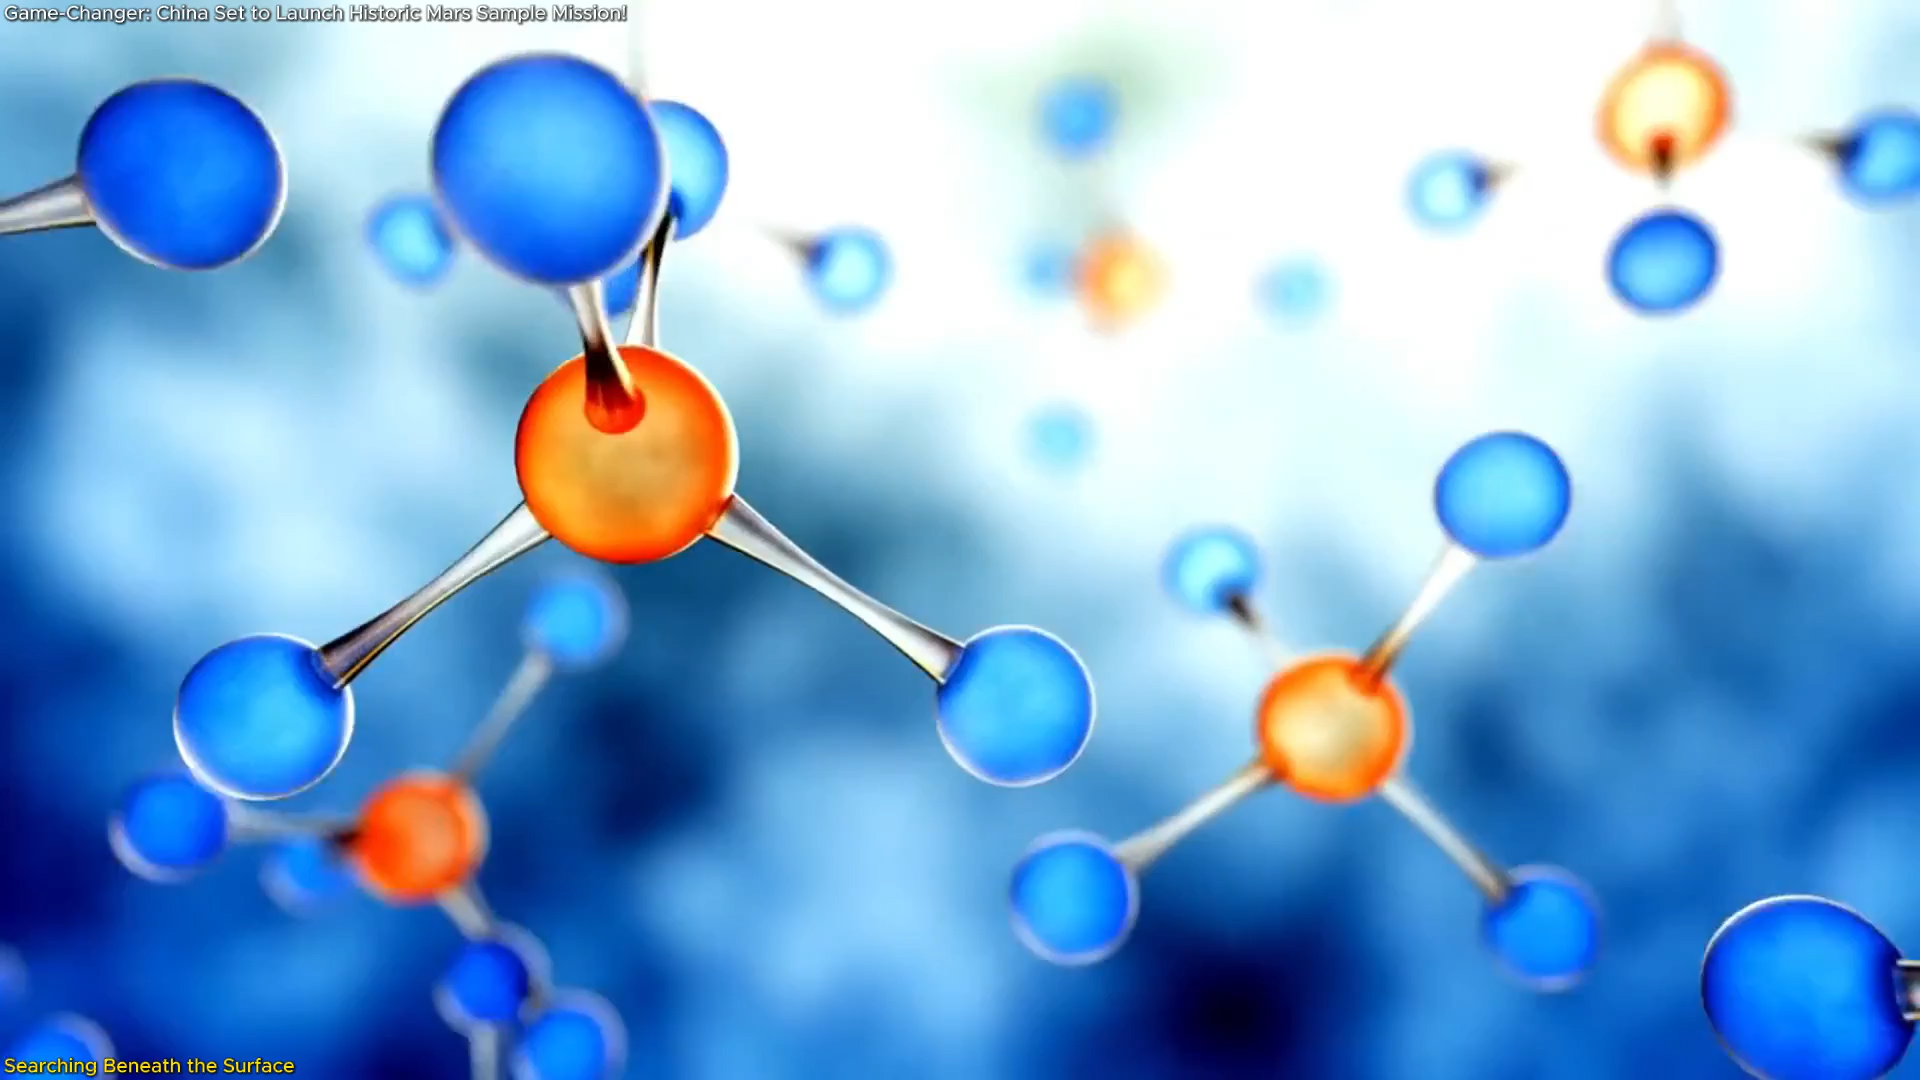 Game-Changer: China Set to Launch Historic Mars Sample Mission!
Searching Beneath the Surface